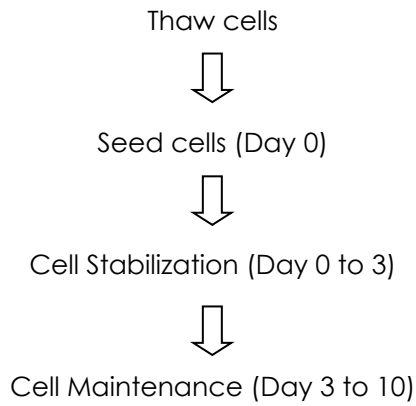 Thaw cells
Seed cells (Day 0)
Cell Stabilization (Day 0 to 3)
Cell Maintenance (Day 3 to 10)